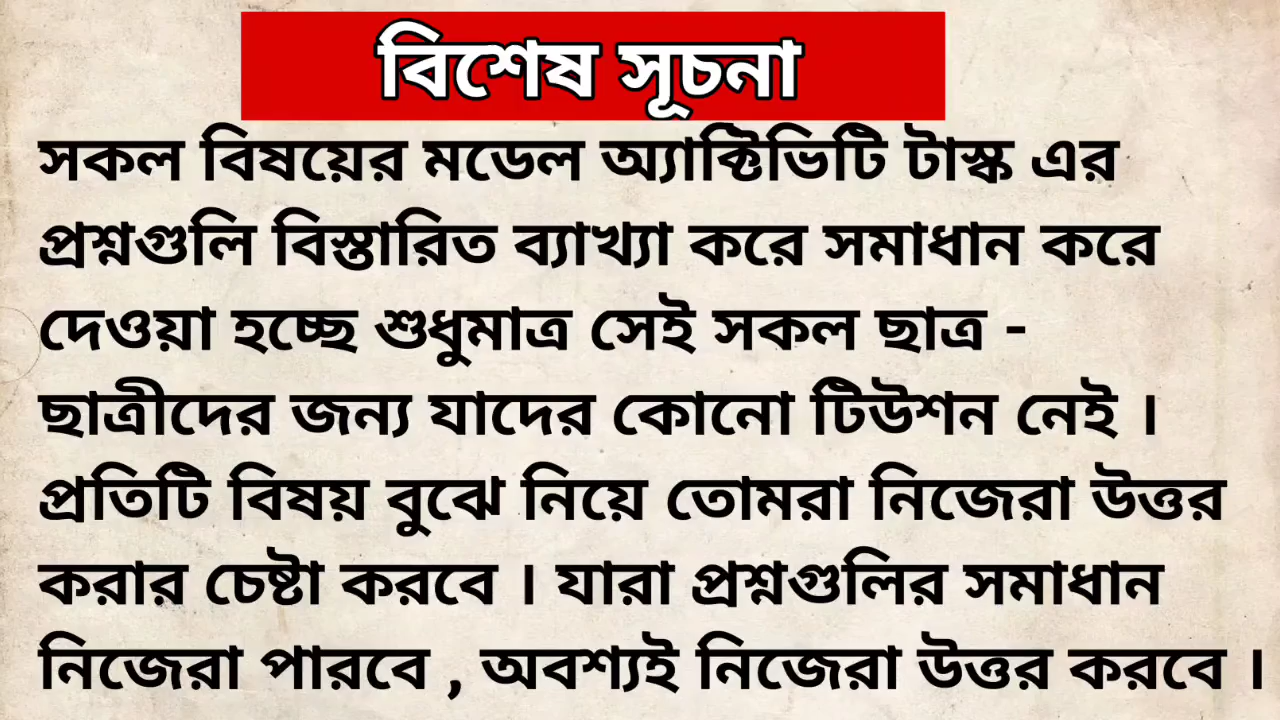 বিশেষ সূচনা
সকল বিষয়ের মডেল অ্যাক্টিভিটি টাস্ক এর
প্রশ্নগুলি বিস্তারিত ব্যাখ্যা করে সমাধান করে
দেওয়া হচ্ছে শুধুমাত্র সেই সকল ছাত্র -
ছাত্রীদের জন্য যাদের কোনো টিউশন নেই ।
প্রতিটি বিষয় বুঝে নিয়ে তোমরা নিজেরা উত্তর
করার চেষ্টা করবে । যারা প্রশ্নগুলির সমাধান
নিজেরা পারবে , অবশ্যই নিজেরা উত্তর করবে ।